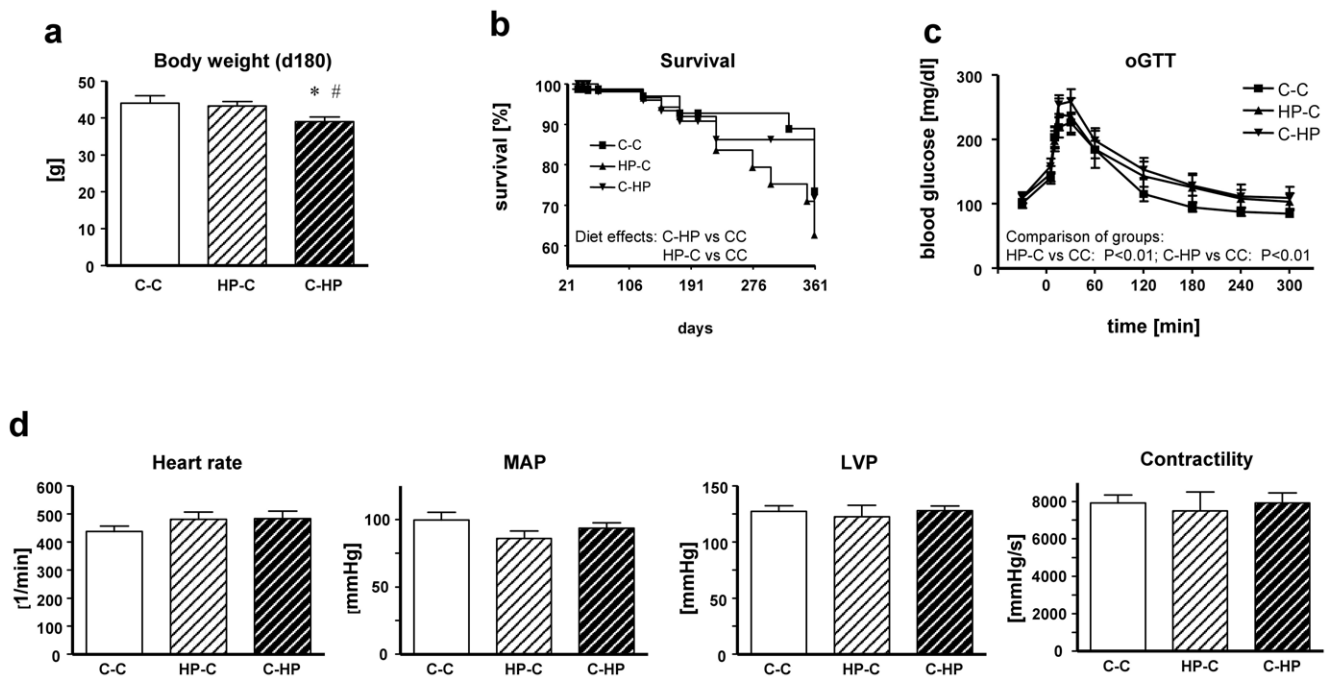 a
Body weight (d180)
50
40
30
20
10
0
[g]
* #
C-C HP-C C-HP
b
Survival
100
90
80
70
60
survival [%]
C-C
HP-C
C-HP
Diet effects: C-HP vs CC
HP-C vs CC
21 106 191 276 361
days
c
oGTT
300
200
100
0
blood glucose [mg/dl]
C-C
HP-C
C-HP
Comparison of groups:
HP-C vs CC: P<0.01; C-HP vs CC: P<0.01
0 60 120 180 240 300
time [min]
d
Heart rate
600
500
400
300
200
100
0
[1/min]
C-C HP-C C-HP
MAP
100
50
0
[mmHg]
C-C HP-C C-HP
LVP
150
100
50
0
[mmHg]
C-C HP-C C-HP
Contractility
8000
6000
4000
2000
0
[mmHg/s]
C-C HP-C C-HP